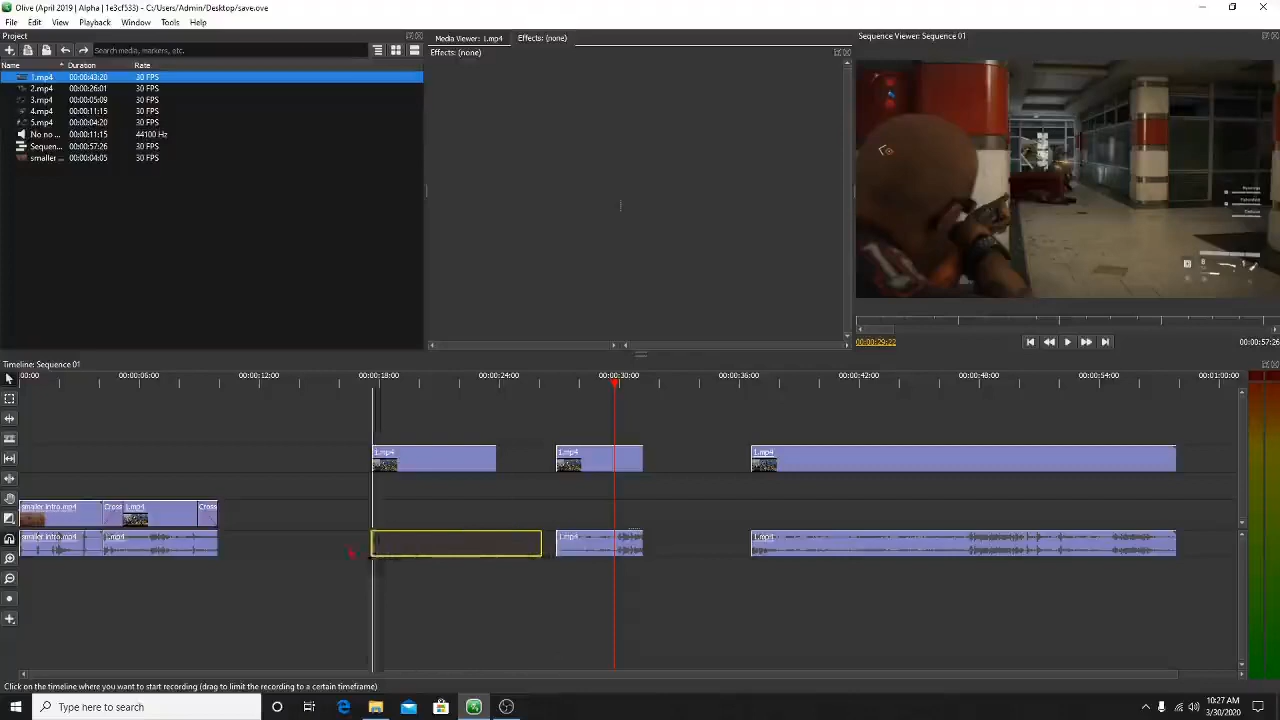 Olive (April 2019 | Alpha | 1e3cf533) - C:/Users/Admin/Desktop/save.ove
File Edit View Playback Window Tools Help
Project
Media Viewer: 1.mp4 Effects: (none)
Sequence Viewer: Sequence 01
Search media, markers, etc.
Effects: (none)
Name Duration Rate
1.mp4 00:00:43:20 30 FPS
2.mp4 00:00:26:01 30 FPS
3.mp4 00:00:05:09 30 FPS
4.mp4 00:00:11:15 30 FPS
5.mp4 00:00:04:20 30 FPS
No no ... 00:00:11:15 44100 Hz
Sequen... 00:00:57:26 30 FPS
smaller ... 00:00:04:05 30 FPS
00:00:29:22
00:00:57:26
Timeline: Sequence 01
00:00 00:00:06:00 00:00:12:00 00:00:18:00 00:00:24:00 00:00:30:00 00:00:36:00 00:00:42:00 00:00:48:00 00:00:54:00 00:01:00:00
1.mp4 1.mp4 1.mp4
smaller intro.mp4 Cross 1.mp4 Cross
smaller intro.mp4 1.mp4 1.mp4 1.mp4
Click on the timeline where you want to start recording (drag to limit the recording to a certain timeframe)
Type here to search
10:27 AM
3/30/2020